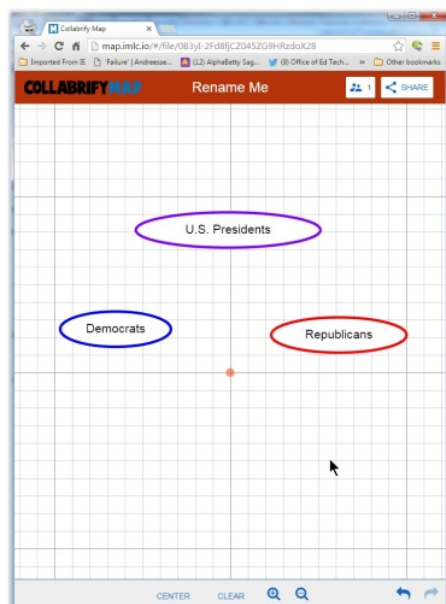 Collabrify Map
map.imlc.io/#/file/0B3yI-2Fd8fjCZ045ZG9HRzdoX28
Imported From IE 'Failure' | Andreesse... (12) AlphaBetty Sag... (8) Office of Ed Tech... » Other bookmarks
COLLABRIFY MAP Rename Me 1 SHARE
U.S. Presidents
Democrats
Republicans
CENTER CLEAR